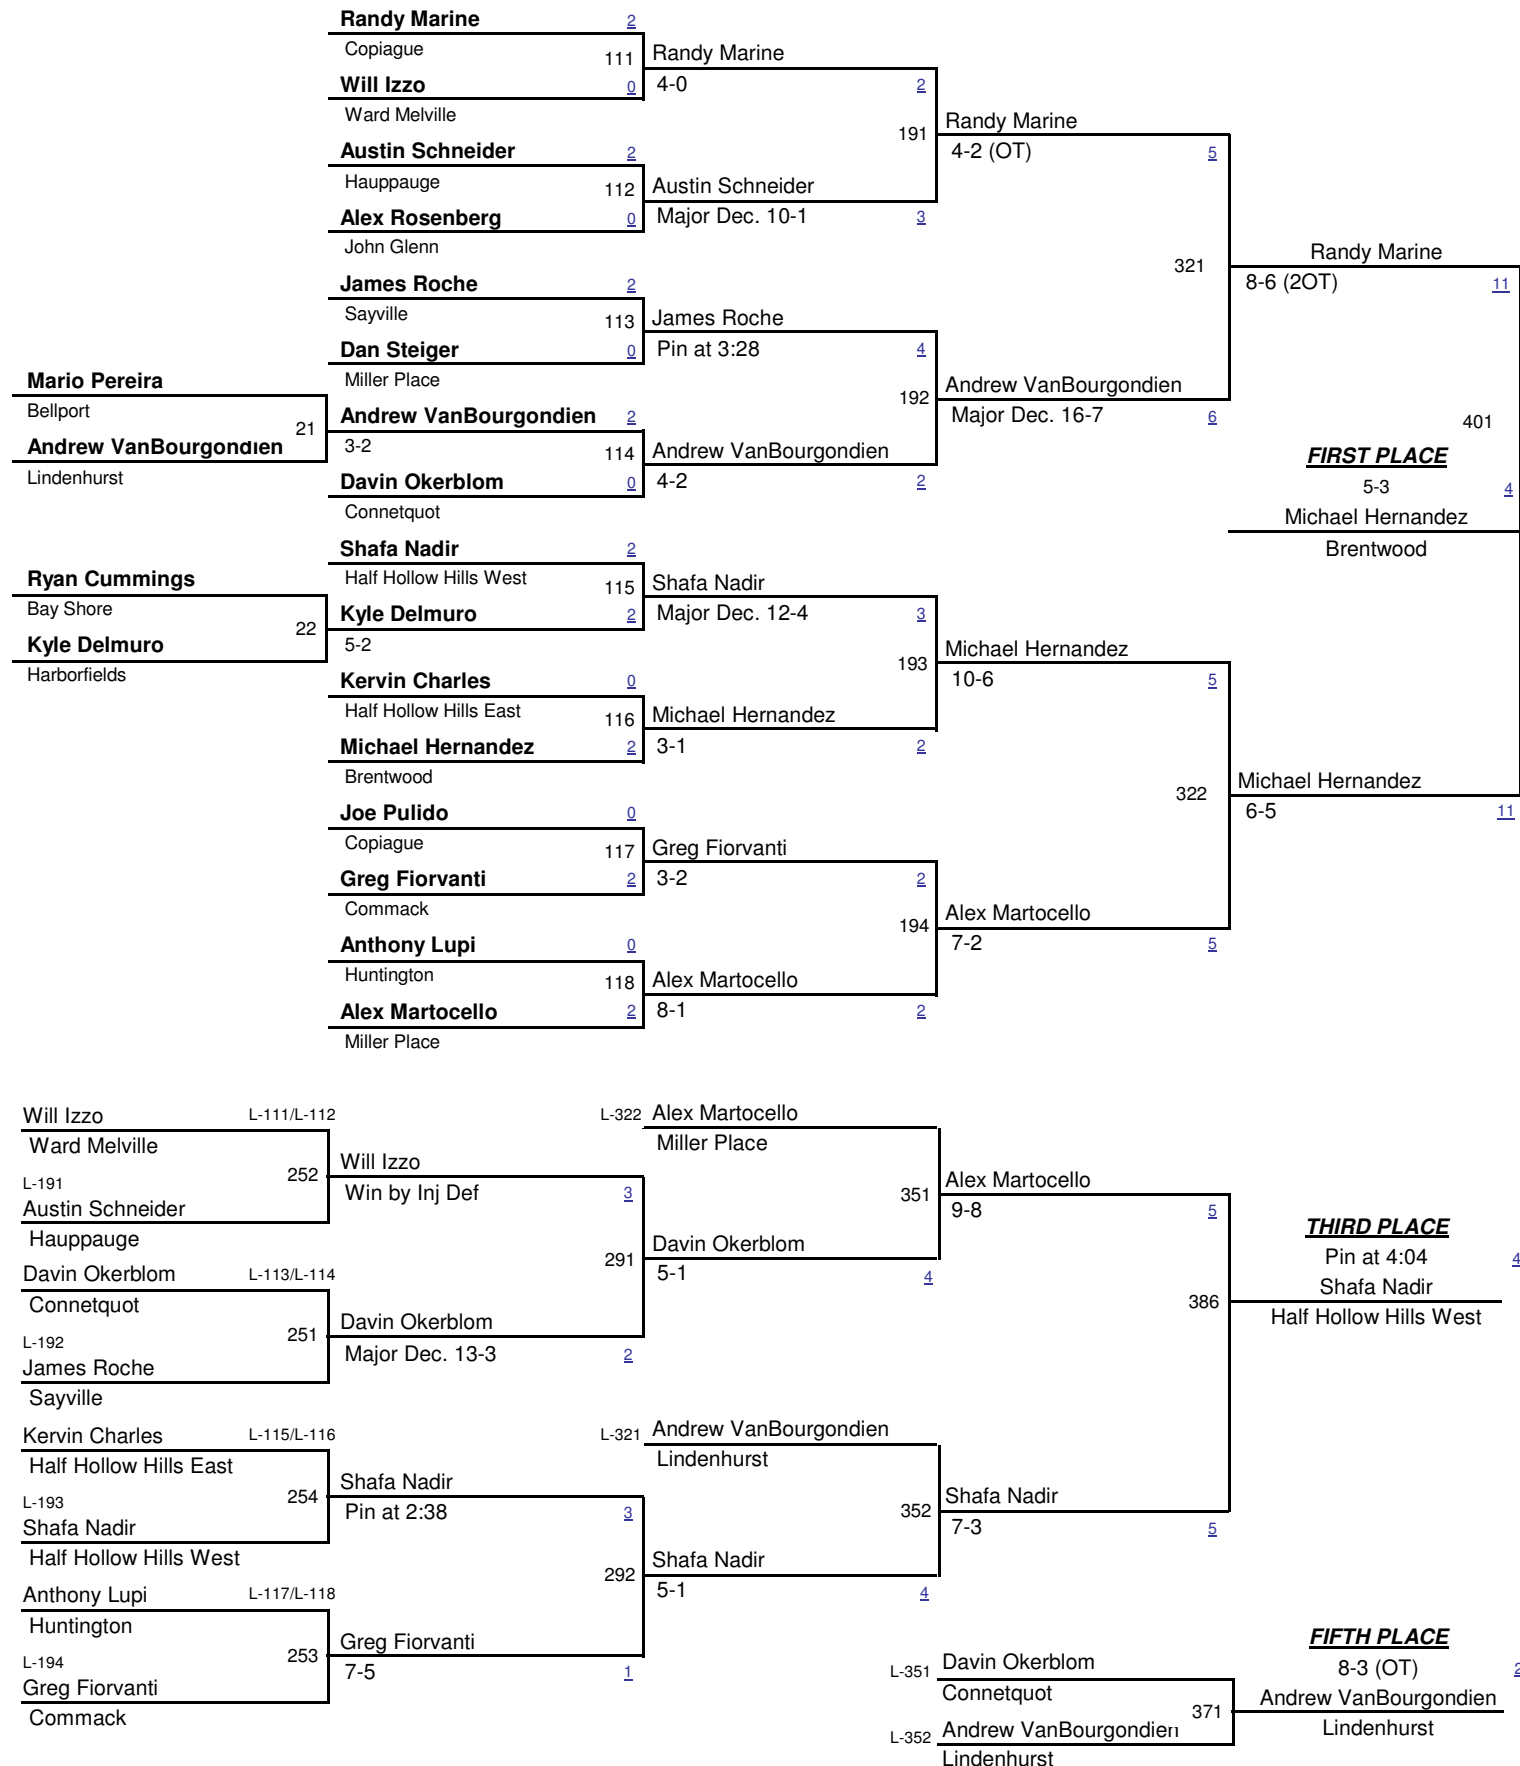 Randy Marine 2
Copiague
111 Randy Marine
Will Izzo 0 4-0 2
Ward Melville
191 Randy Marine
4-2 (OT) 5
Austin Schneider 2
Hauppauge
112 Austin Schneider
Alex Rosenberg 0 Major Dec. 10-1 3
John Glenn
321 Randy Marine
8-6 (2OT) 11
James Roche 2
Sayville
113 James Roche
Dan Steiger 0 Pin at 3:28 4
Miller Place
Mario Pereira
Bellport
21
Andrew VanBourgondien
Lindenhurst
192 Andrew VanBourgondien
Major Dec. 16-7 6
Andrew VanBourgondien 2
3-2
114 Andrew VanBourgondien
Davin Okerblom 0 4-2 2
Connetquot
401
FIRST PLACE
5-3 4
Michael Hernandez
Brentwood
Shafa Nadir 2
Half Hollow Hills West
115 Shafa Nadir
Ryan Cummings
Bay Shore
22
Kyle Delmuro
Harborfields
Kyle Delmuro 2 Major Dec. 12-4 3
5-2
193 Michael Hernandez
10-6 5
Kervin Charles 0
Half Hollow Hills East
116 Michael Hernandez
Michael Hernandez 2 3-1 2
Brentwood
322 Michael Hernandez
6-5 11
Joe Pulido 0
Copiague
117 Greg Fiorvanti
Greg Fiorvanti 2 3-2 2
Commack
194 Alex Martocello
7-2 5
Anthony Lupi 0
Huntington
118 Alex Martocello
Alex Martocello 2 8-1 2
Miller Place
Will Izzo L-111/L-112
Ward Melville
252 Will Izzo
Win by Inj Def 3
L-191
Austin Schneider
Hauppauge
291 Davin Okerblom
5-1 4
Davin Okerblom L-113/L-114
Connetquot
251 Davin Okerblom
Major Dec. 13-3 2
L-192
James Roche
Sayville
L-322 Alex Martocello
Miller Place
351 Alex Martocello
9-8 5
THIRD PLACE
Pin at 4:04 4
386 Shafa Nadir
Half Hollow Hills West
Kervin Charles L-115/L-116
Half Hollow Hills East
254 Shafa Nadir
Pin at 2:38 3
L-193
Shafa Nadir
Half Hollow Hills West
292 Shafa Nadir
5-1 4
Anthony Lupi L-117/L-118
Huntington
253 Greg Fiorvanti
7-5 1
L-194
Greg Fiorvanti
Commack
L-321 Andrew VanBourgondien
Lindenhurst
352 Shafa Nadir
7-3 5
FIFTH PLACE
8-3 (OT) 2
L-351 Davin Okerblom
Connetquot
371 Andrew VanBourgondien
Lindenhurst
L-352 Andrew VanBourgondien
Lindenhurst